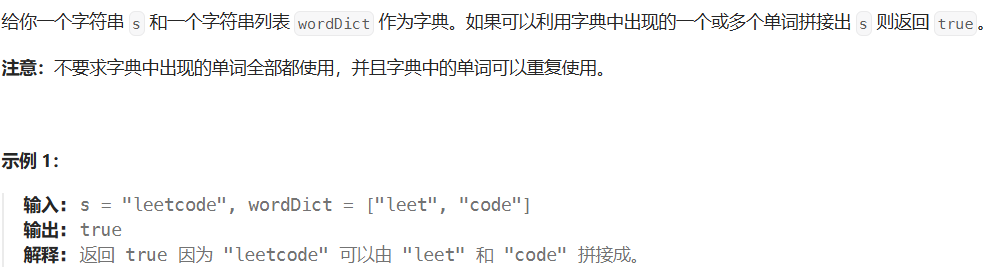 给你一个字符串 s 和一个字符串列表 wordDict 作为字典。如果可以利用字典中出现的一个或多个单词拼接出 s 则返回 true。
注意：不要求字典中出现的单词全部都使用，并且字典中的单词可以重复使用。
示例 1：
输入: s = "leetcode", wordDict = ["leet", "code"]
输出: true
解释: 返回 true 因为 "leetcode" 可以由 "leet" 和 "code" 拼接成。